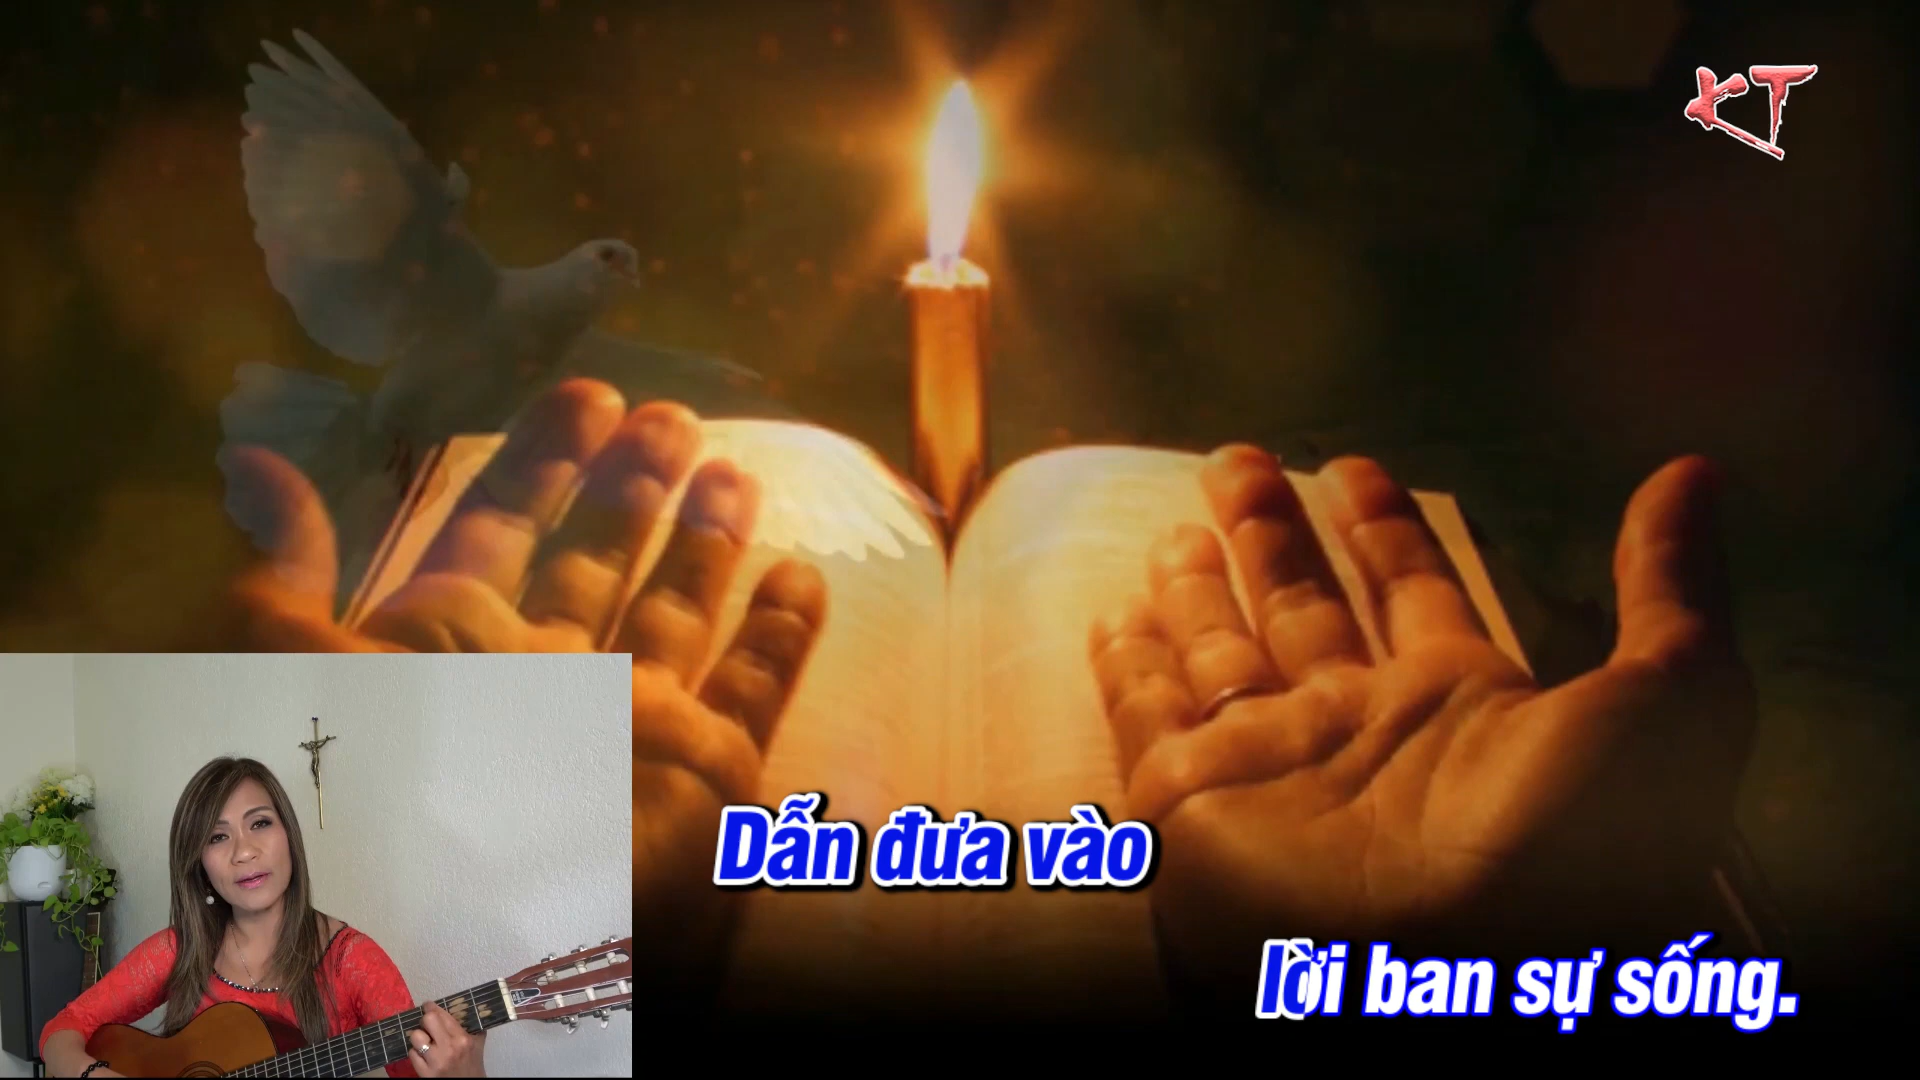 KT
Dẫn đưa vào
lời ban sự sống.